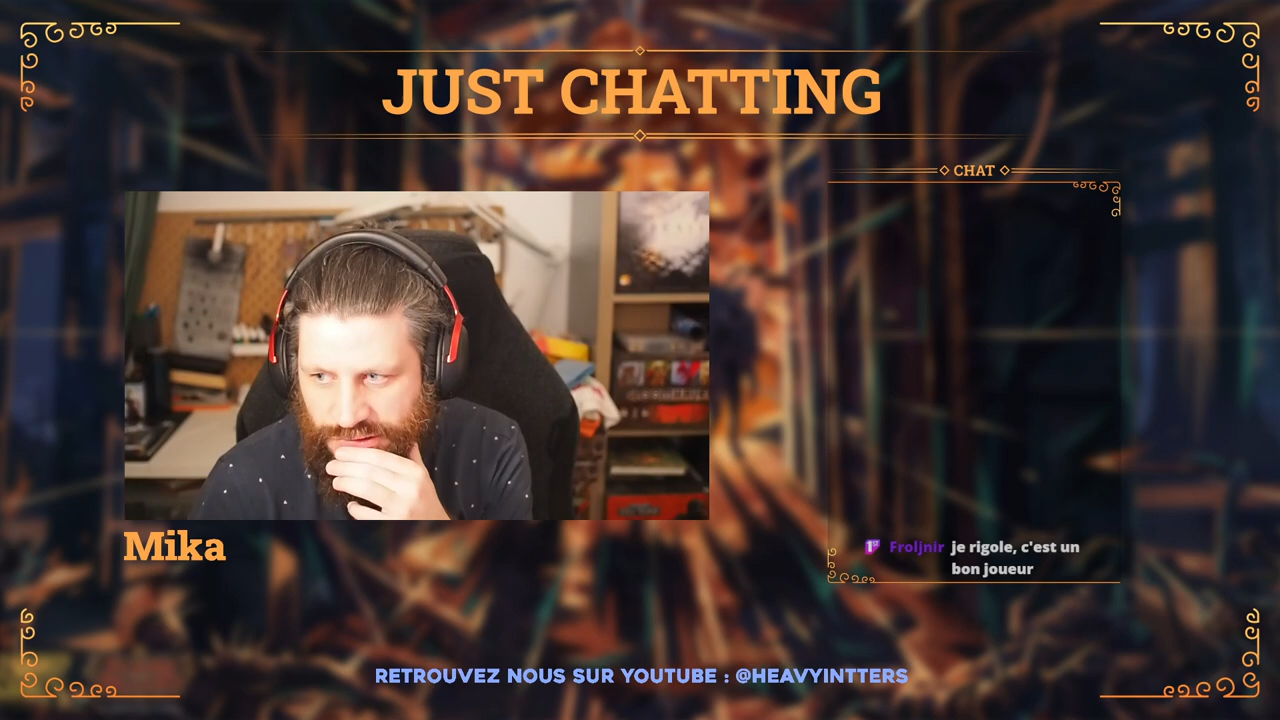 JUST CHATTING
CHAT
Mika
Froljnir je rigole, c'est un
bon joueur
RETROUVEZ NOUS SUR YOUTUBE : @HEAVYINTTERS